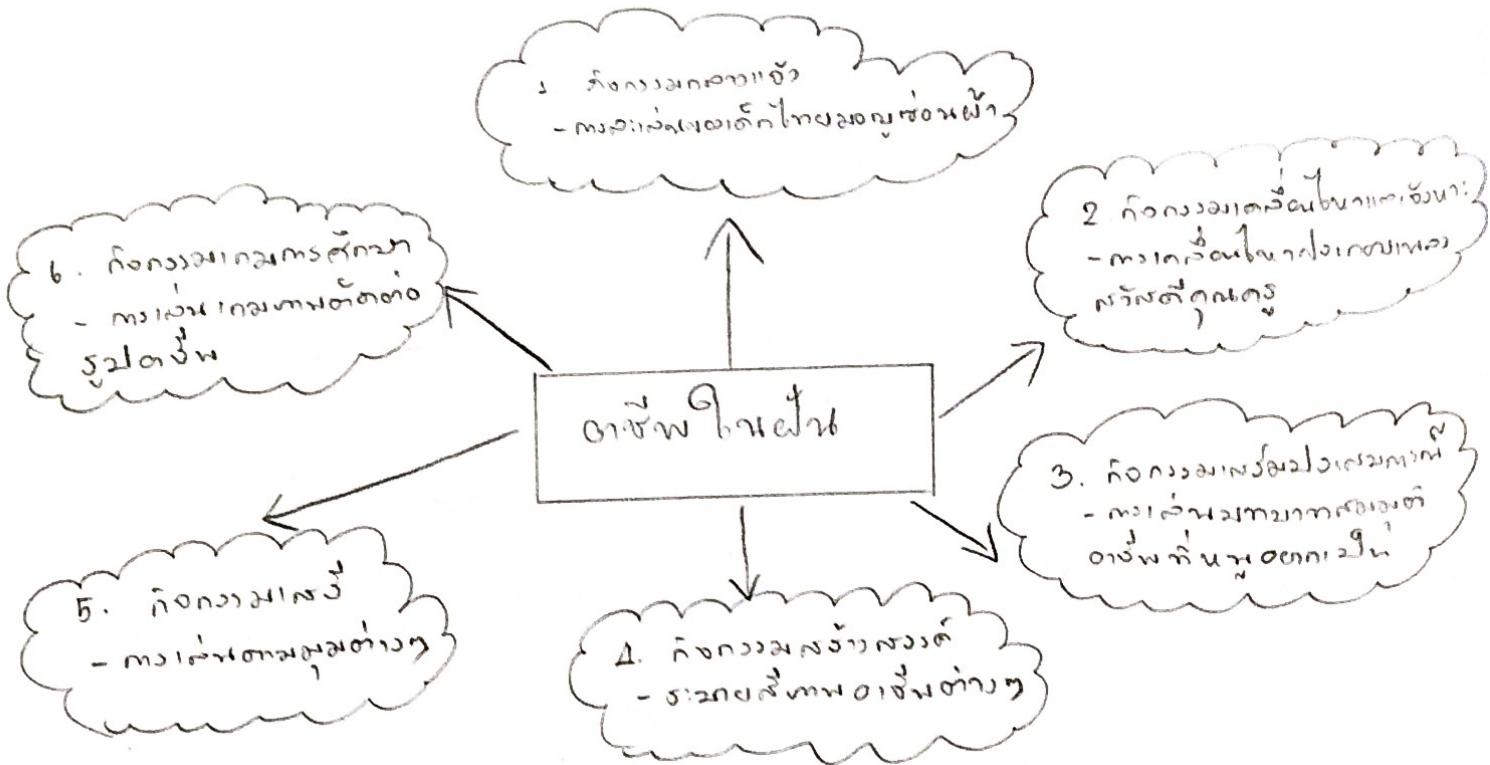 1 กิจกรรมกลางแจ้ง
- การละเล่นของเด็กไทยมอญซ่อนผ้า
2. กิจกรรมเคลื่อนไหวและจังหวะ
- การเคลื่อนไหวประกอบเพลง
สวัสดีคุณครู
3. กิจกรรมเสริมประสบการณ์
- การเล่นบทบาทสมมุติ
อาชีพที่หนูอยากเป็น
4. กิจกรรมสร้างสรรค์
- ระบายสีภาพอาชีพต่างๆ
5. กิจกรรมเสรี
- การเล่นตามมุมต่างๆ
6. กิจกรรมเกมการศึกษา
- การเล่นเกมภาพตัดต่อ
รูปอาชีพ
อาชีพในฝัน